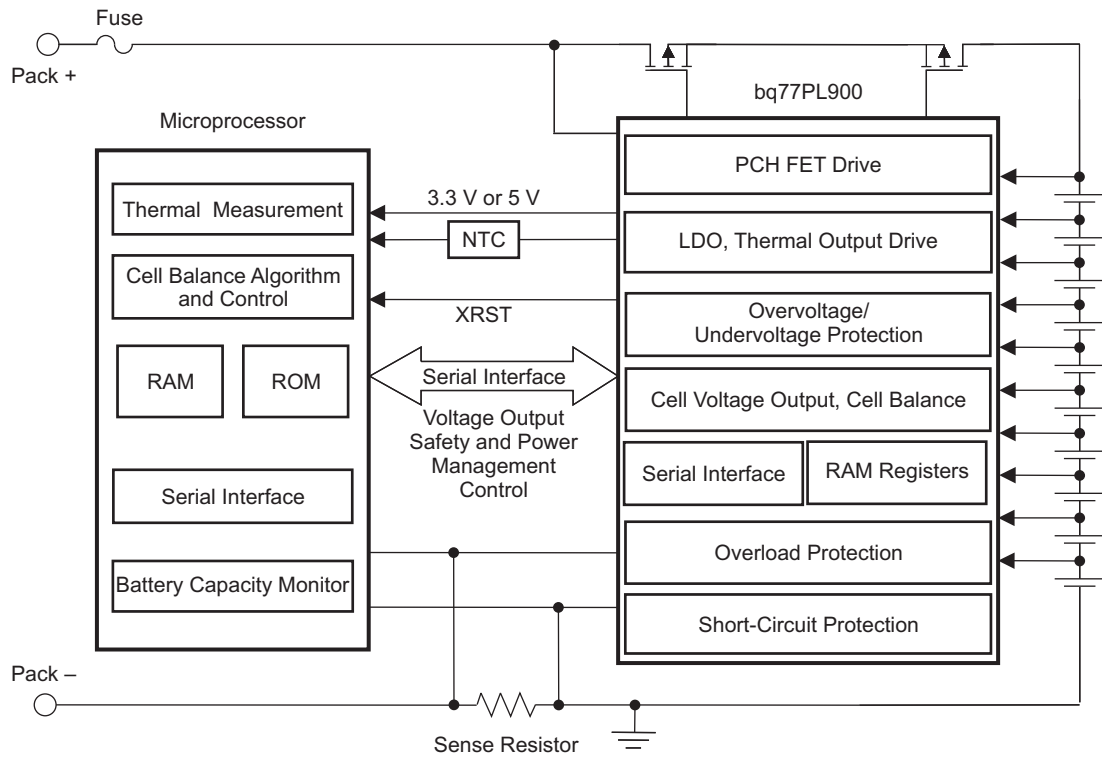 Fuse
Pack +
bq77PL900
Microprocessor
PCH FET Drive
3.3 V or 5 V
Thermal Measurement
NTC
LDO, Thermal Output Drive
Cell Balance Algorithm
and Control
XRST
Overvoltage/
Undervoltage Protection
RAM
ROM
Serial Interface
Cell Voltage Output, Cell Balance
Voltage Output
Safety and Power
Management
Control
Serial Interface
RAM Registers
Serial Interface
Overload Protection
Battery Capacity Monitor
Short-Circuit Protection
Pack –
Sense Resistor